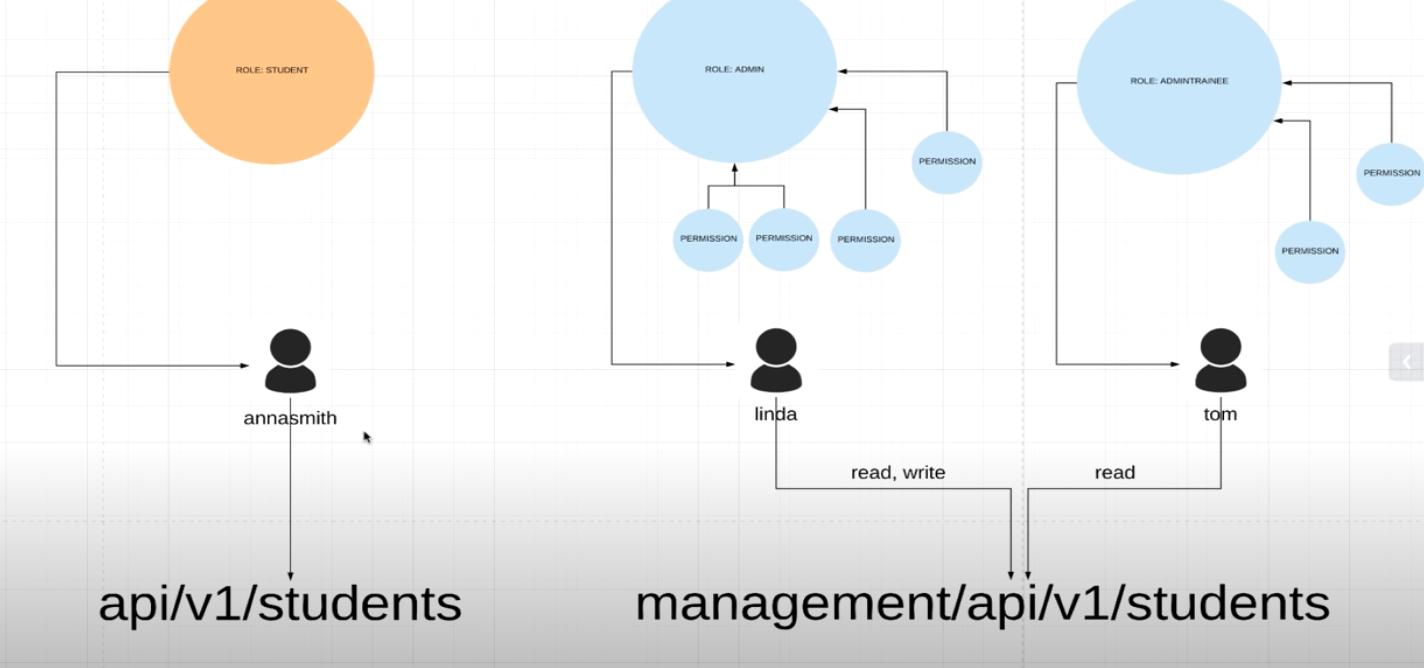 ROLE: STUDENT
ROLE: ADMIN
ROLE: ADMINTRAINEE
PERMISSION
PERMISSION
PERMISSION
PERMISSION
PERMISSION
PERMISSION
annasmith
linda
tom
read, write
read
api/v1/students
management/api/v1/students